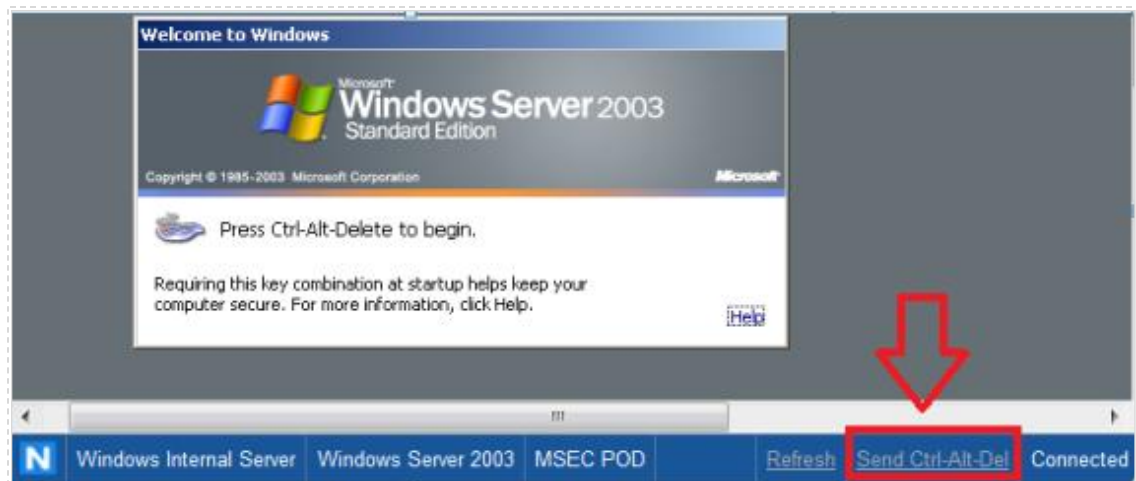 Welcome to Windows
Microsoft
Windows Server 2003
Standard Edition
Copyright © 1985-2003 Microsoft Corporation
Microsoft
Press Ctrl-Alt-Delete to begin.
Requiring this key combination at startup helps keep your
computer secure. For more information, click Help.
Help
N Windows Internal Server Windows Server 2003 MSEC POD Refresh Send Ctrl-Alt-Del Connected